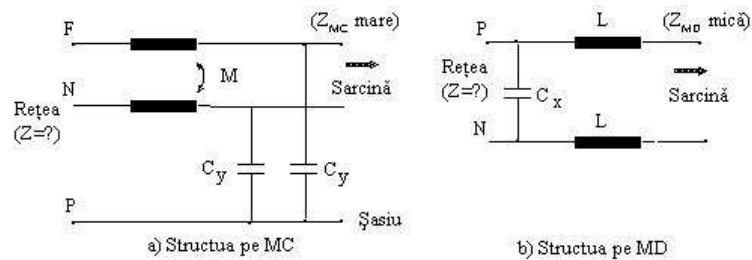 F
(Z_MC mare)
M
Sarcină
N
Rețea
(Z=?)
C_y
C_y
P
Șasiu
a) Structua pe MC
P
L
(Z_MD mică)
Rețea
(Z=?)
C_x
Sarcină
N
L
b) Structua pe MD